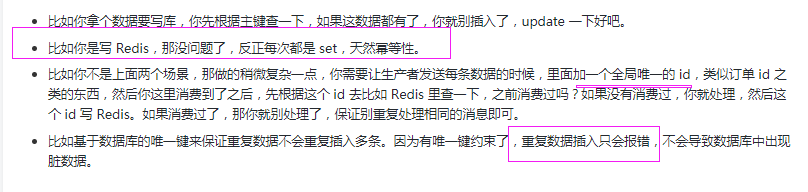 比如你拿个数据要写库，你先根据主键查一下，如果这数据都有了，你就别插入了，update 一下好吧。
比如你是写 Redis，那没问题了，反正每次都是 set，天然幂等性。
比如你不是上面两个场景，那做的稍微复杂一点，你需要让生产者发送每条数据的时候，里面加一个全局唯一的 id，类似订单 id 之
类的东西，然后你这里消费到了之后，先根据这个 id 去比如 Redis 里查一下，之前消费过吗？如果没有消费过，你就处理，然后这
个 id 写 Redis。如果消费过了，那你就别处理了，保证别重复处理相同的消息即可。
比如基于数据库的唯一键来保证重复数据不会重复插入多条。因为有唯一键约束了，重复数据插入只会报错，不会导致数据库中出现
脏数据。